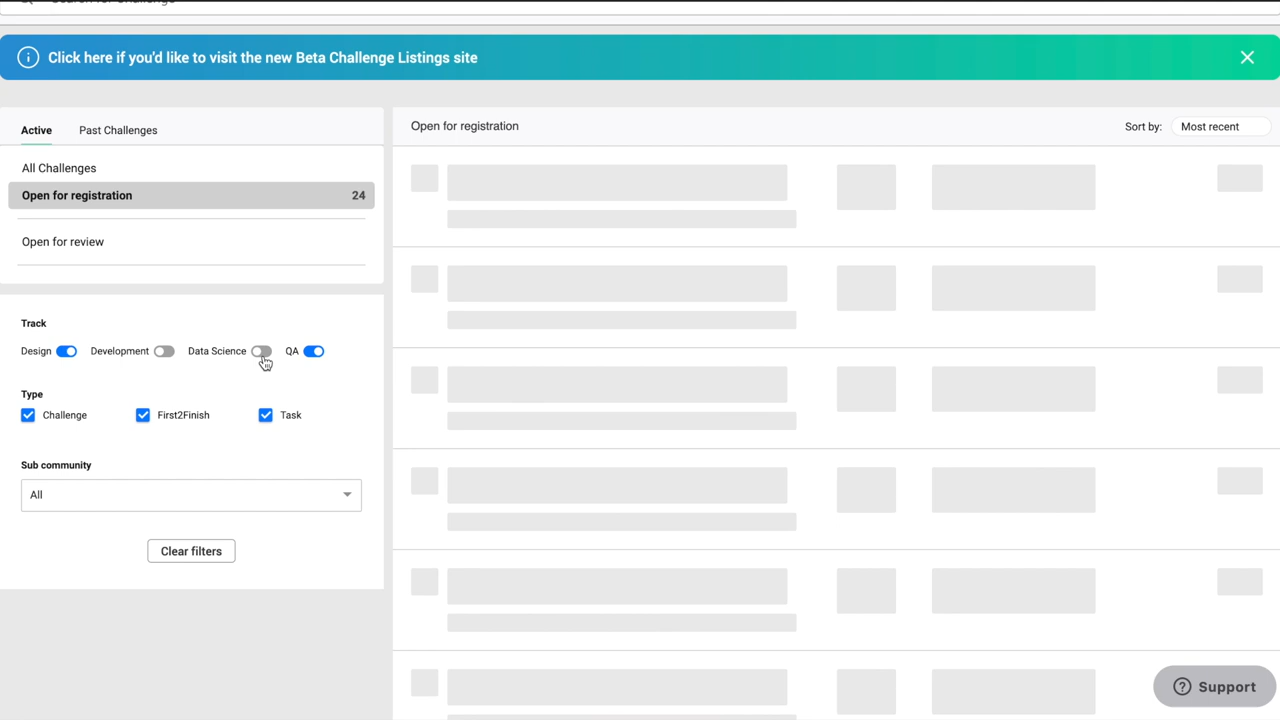 Click here if you'd like to visit the new Beta Challenge Listings site
Active Past Challenges
All Challenges
Open for registration 24
Open for review
Track
Design Development Data Science QA
Type
Challenge First2Finish Task
Sub community
All
Clear filters
Open for registration Sort by: Most recent
Support